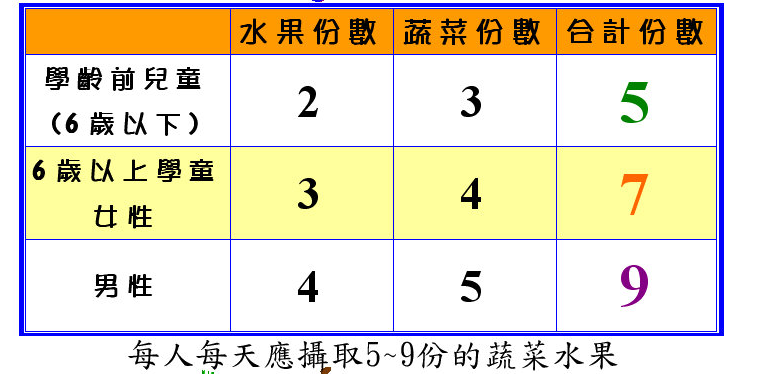 水果份數 蔬菜份數 合計份數
學齡前兒童
(6歲以下) 2 3 5
6歲以上學童
女性 3 4 7
男性 4 5 9
每人每天應攝取5~9份的蔬菜水果